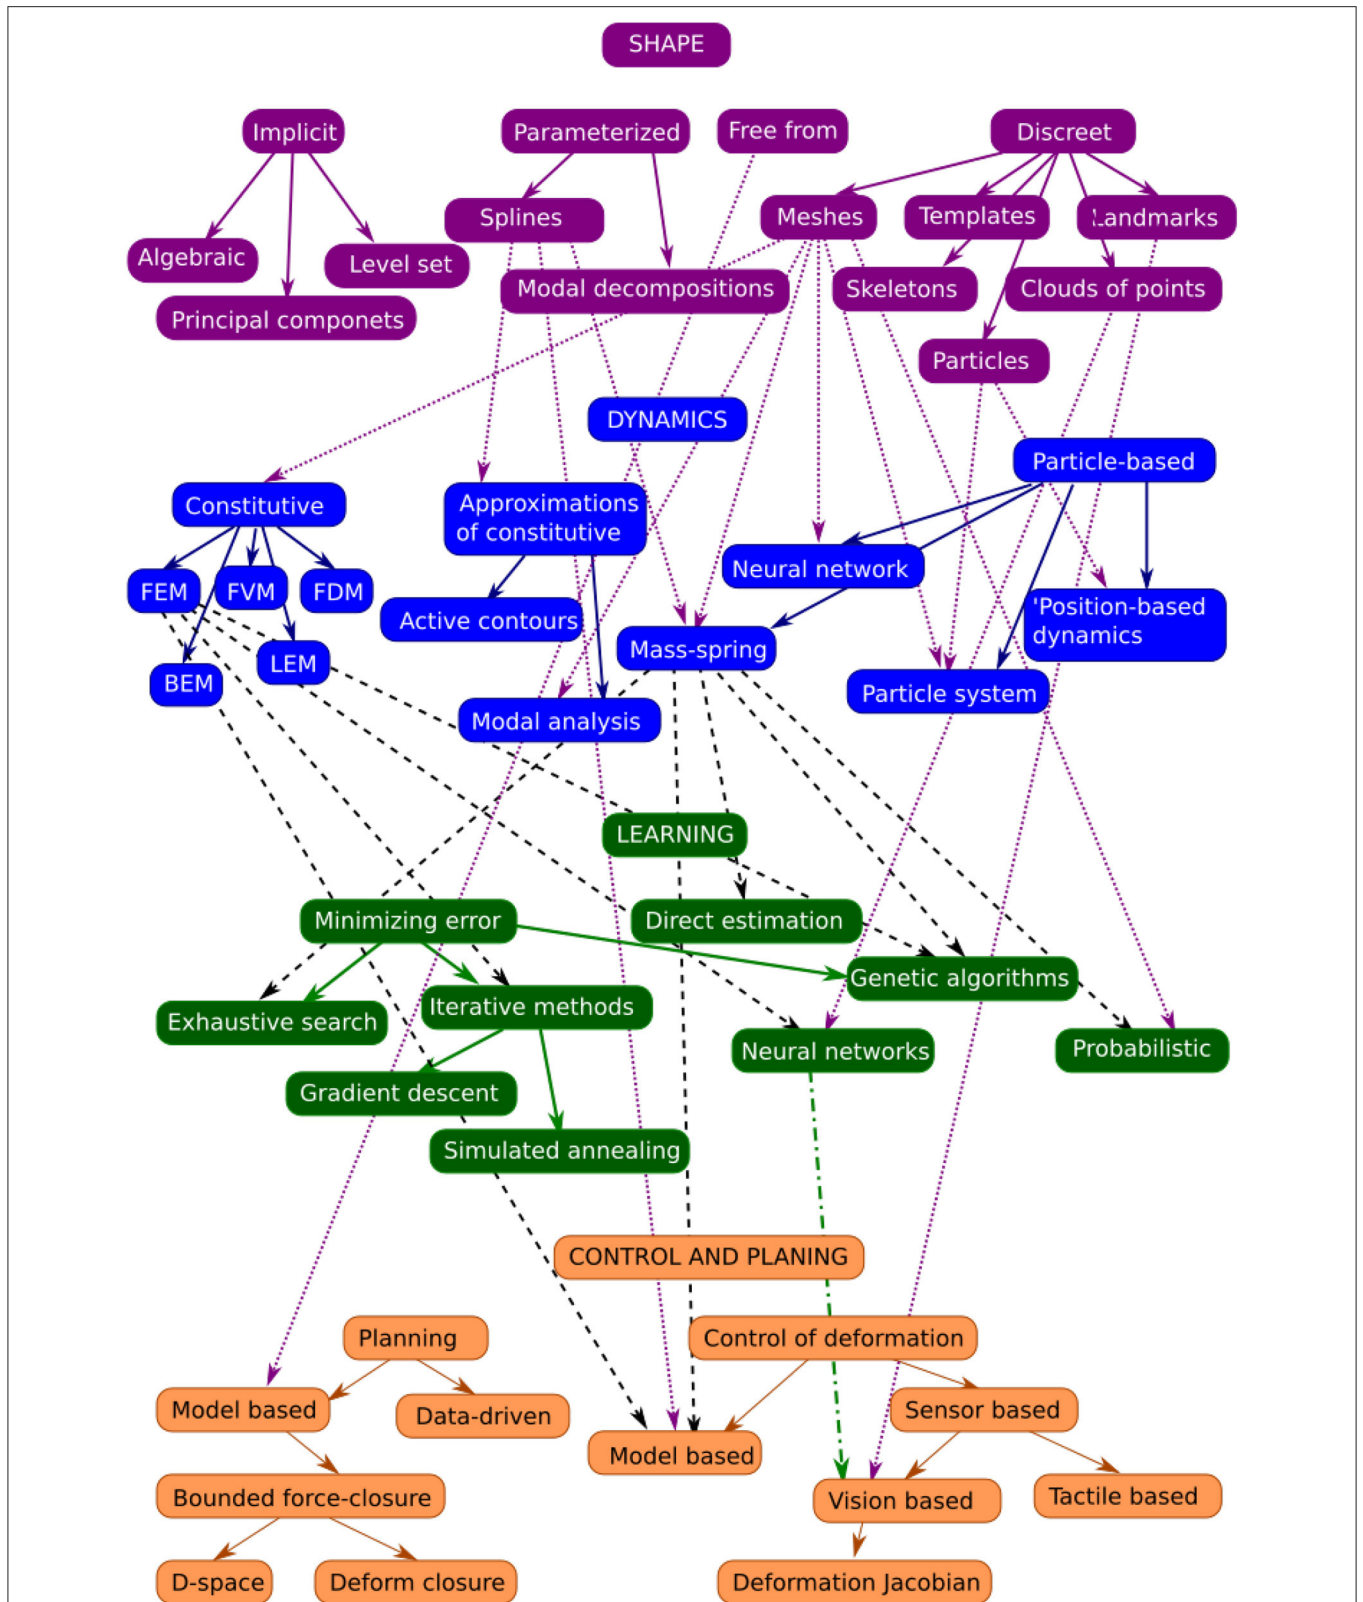 SHAPE
Implicit
Parameterized
Free from
Discreet
Splines
Meshes
Templates
'Landmarks
Algebraic
Level set
Modal decompositions
Skeletons
Clouds of points
Principal componets
Particles
DYNAMICS
Particle-based
Constitutive
Approximations
of constitutive
Neural network
FEM
FVM
FDM
Active contours
'Position-based
dynamics
Mass-spring
LEM
BEM
Particle system
Modal analysis
LEARNING
Minimizing error
Direct estimation
Genetic algorithms
Iterative methods
Exhaustive search
Neural networks
Probabilistic
Gradient descent
Simulated annealing
CONTROL AND PLANING
Planning
Control of deformation
Model based
Data-driven
Sensor based
Model based
Bounded force-closure
Vision based
Tactile based
D-space
Deform closure
Deformation Jacobian